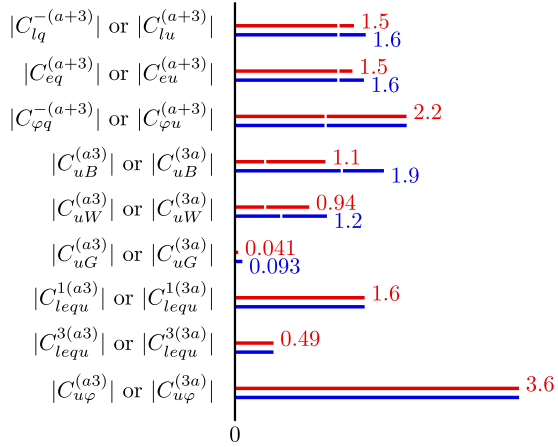 |C_{lq}^{-(a+3)}| or |C_{lu}^{(a+3)}| 1.5
1.6
|C_{eq}^{(a+3)}| or |C_{eu}^{(a+3)}| 1.5
1.6
|C_{φq}^{-(a+3)}| or |C_{φu}^{(a+3)}| 2.2
|C_{uB}^{(a3)}| or |C_{uB}^{(3a)}| 1.1
1.9
|C_{uW}^{(a3)}| or |C_{uW}^{(3a)}| 0.94
1.2
|C_{uG}^{(a3)}| or |C_{uG}^{(3a)}| 0.041
0.093
|C_{lequ}^{1(a3)}| or |C_{lequ}^{1(3a)}| 1.6
|C_{lequ}^{3(a3)}| or |C_{lequ}^{3(3a)}| 0.49
|C_{uφ}^{(a3)}| or |C_{uφ}^{(3a)}| 3.6
0